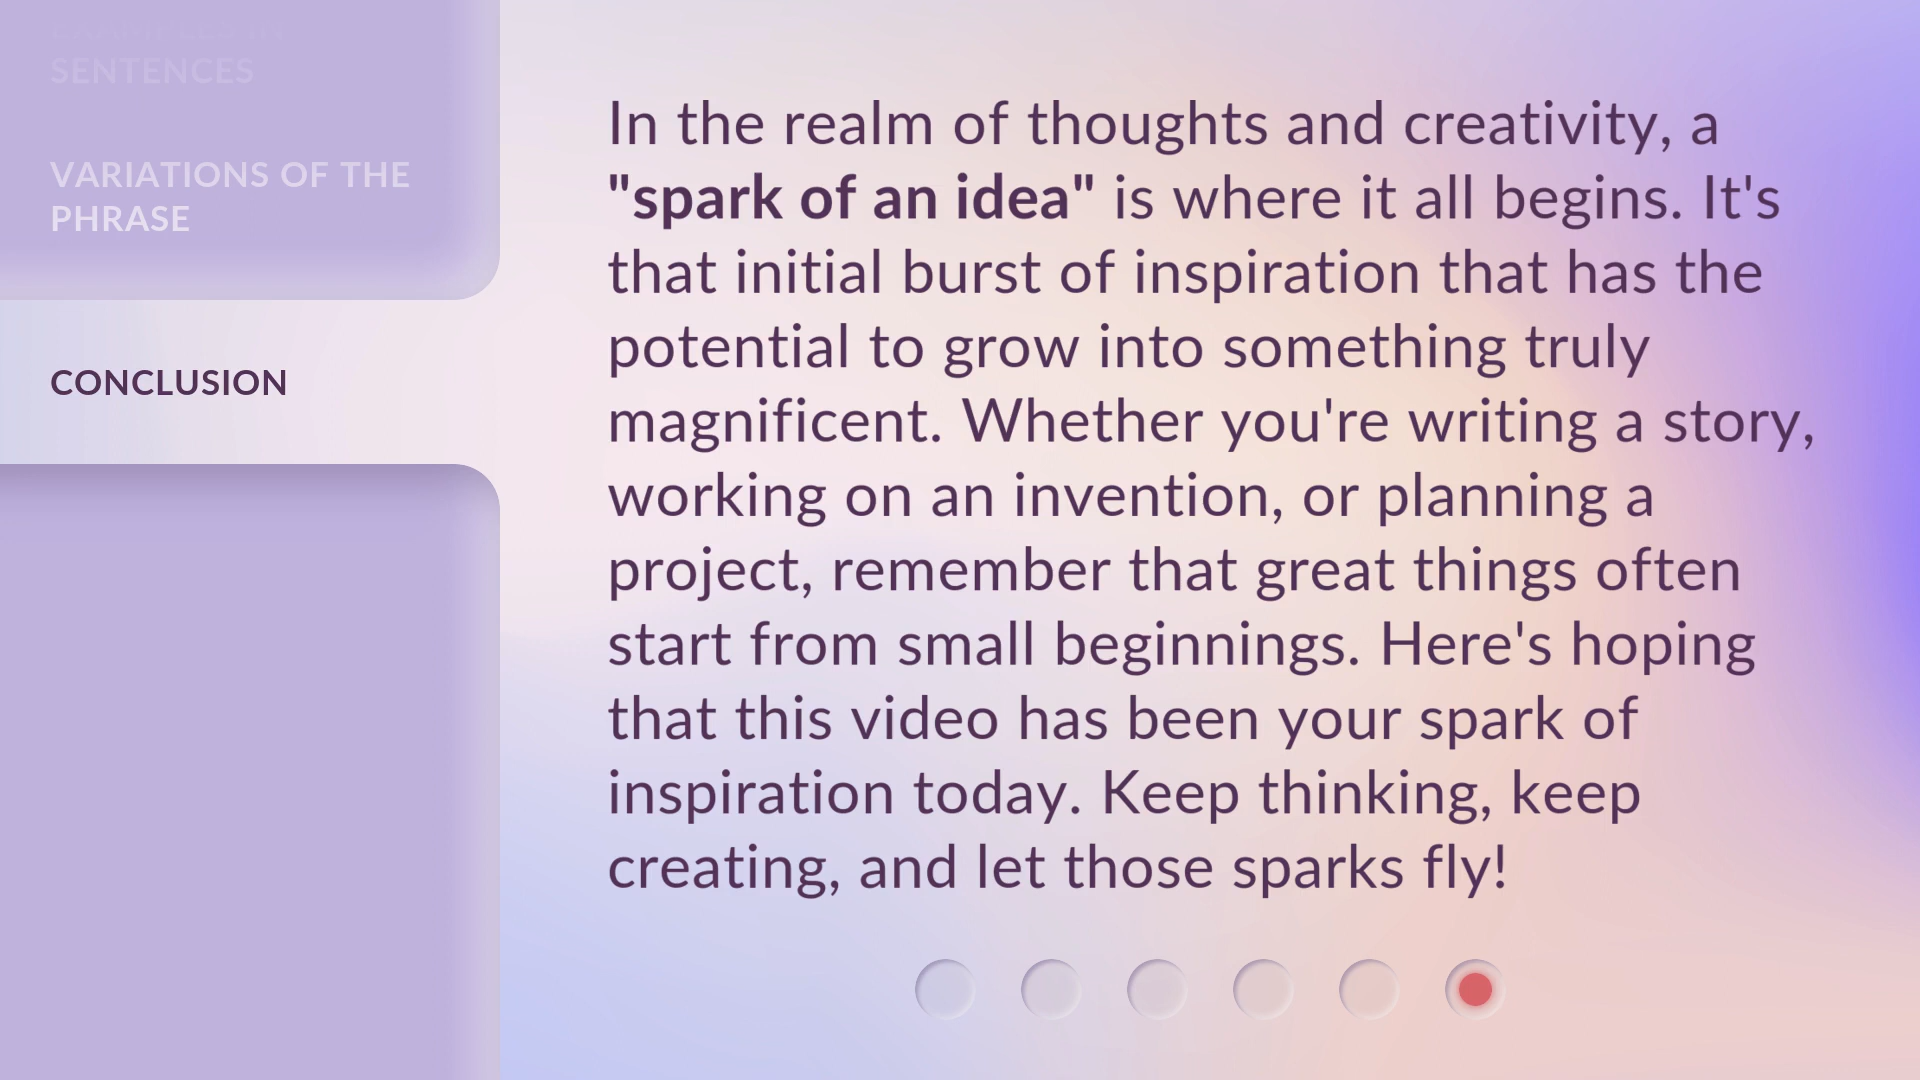 SENTENCES
VARIATIONS OF THE
PHRASE
CONCLUSION
In the realm of thoughts and creativity, a
"spark of an idea" is where it all begins. It's
that initial burst of inspiration that has the
potential to grow into something truly
magnificent. Whether you're writing a story,
working on an invention, or planning a
project, remember that great things often
start from small beginnings. Here's hoping
that this video has been your spark of
inspiration today. Keep thinking, keep
creating, and let those sparks fly!